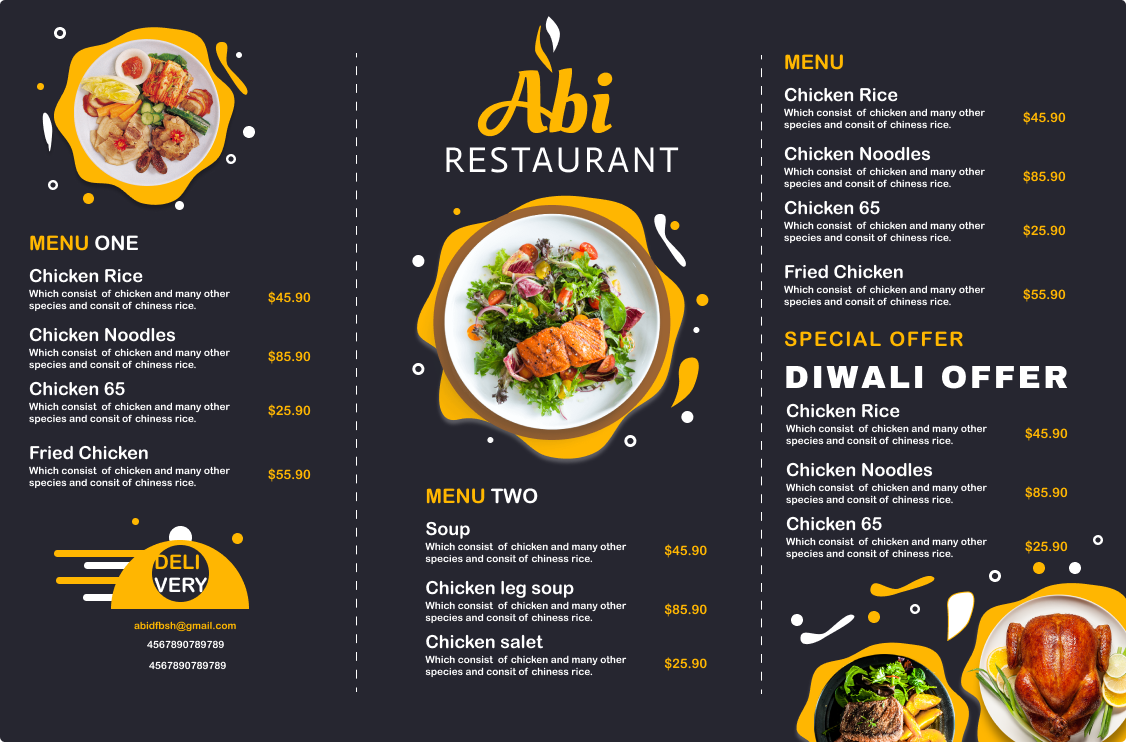 MENU ONE
Chicken Rice
Which consist of chicken and many other
species and consit of chiness rice.
$45.90
Chicken Noodles
Which consist of chicken and many other
species and consit of chiness rice.
$85.90
Chicken 65
Which consist of chicken and many other
species and consit of chiness rice.
$25.90
Fried Chicken
Which consist of chicken and many other
species and consit of chiness rice.
$55.90
DELI
VERY
abidfbsh@gmail.com
4567890789789
4567890789789
Abi
RESTAURANT
MENU TWO
Soup
Which consist of chicken and many other
species and consit of chiness rice.
$45.90
Chicken leg soup
Which consist of chicken and many other
species and consit of chiness rice.
$85.90
Chicken salet
Which consist of chicken and many other
species and consit of chiness rice.
$25.90
MENU
Chicken Rice
Which consist of chicken and many other
species and consit of chiness rice.
$45.90
Chicken Noodles
Which consist of chicken and many other
species and consit of chiness rice.
$85.90
Chicken 65
Which consist of chicken and many other
species and consit of chiness rice.
$25.90
Fried Chicken
Which consist of chicken and many other
species and consit of chiness rice.
$55.90
SPECIAL OFFER
DIWALI OFFER
Chicken Rice
Which consist of chicken and many other
species and consit of chiness rice.
$45.90
Chicken Noodles
Which consist of chicken and many other
species and consit of chiness rice.
$85.90
Chicken 65
Which consist of chicken and many other
species and consit of chiness rice.
$25.90